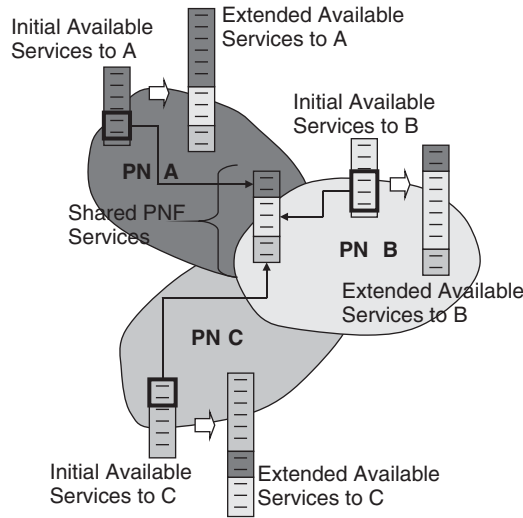 Initial Available
Services to A
Extended Available
Services to A
Initial Available
Services to B
PN A
Shared PNF
Services
PN B
Extended Available
Services to B
PN C
Initial Available
Services to C
Extended Available
Services to C